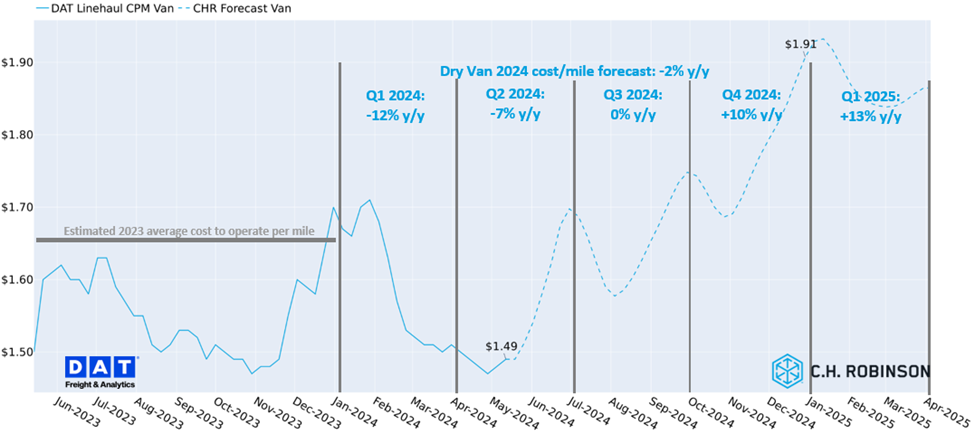 DAT Linehaul CPM Van
CHR Forecast Van
$1.91
$1.90
Dry Van 2024 cost/mile forecast: -2% y/y
Q1 2024:
-12% y/y
Q2 2024:
-7% y/y
Q3 2024:
0% y/y
Q4 2024:
+10% y/y
Q1 2025:
+13% y/y
$1.80
$1.70
Estimated 2023 average cost to operate per mile
$1.60
$1.50
$1.49
DAT
Freight & Analytics
C.H. ROBINSON
Jun-2023
Jul-2023
Aug-2023
Sep-2023
Oct-2023
Nov-2023
Dec-2023
Jan-2024
Feb-2024
Mar-2024
Apr-2024
May-2024
Jun-2024
Jul-2024
Aug-2024
Sep-2024
Oct-2024
Nov-2024
Dec-2024
Jan-2025
Feb-2025
Mar-2025
Apr-2025